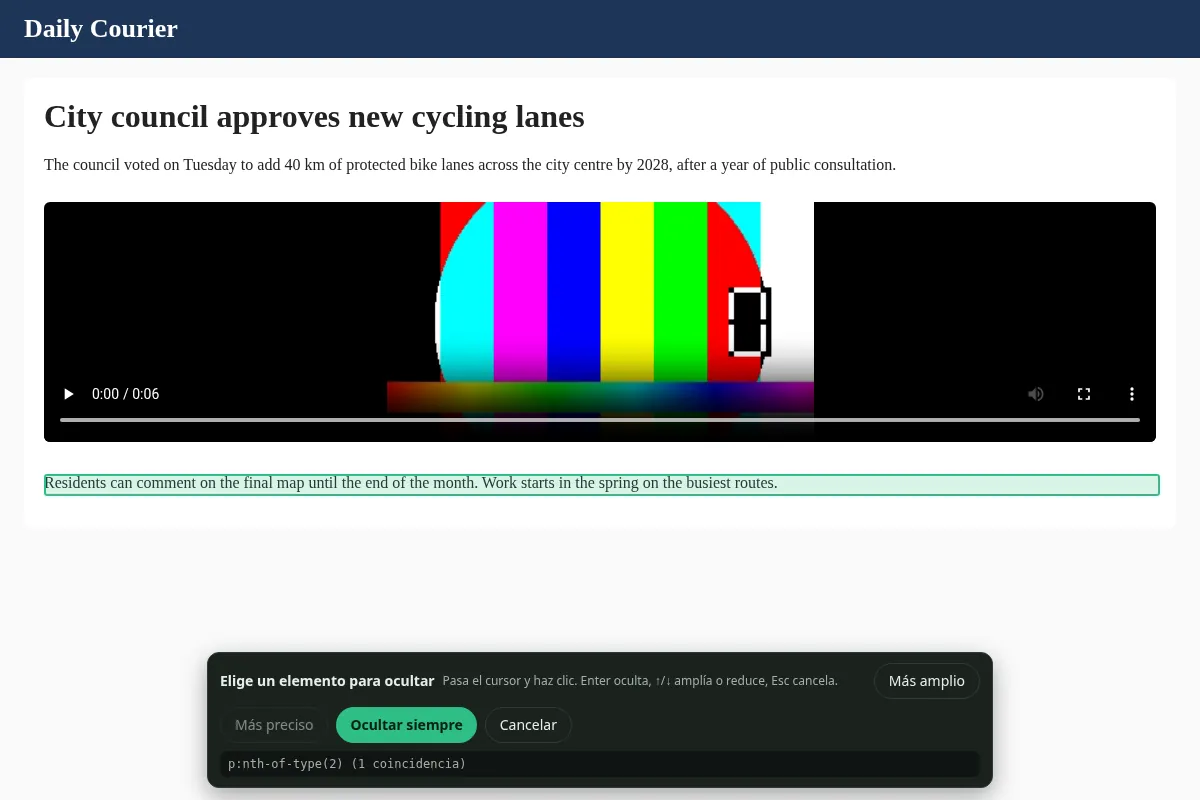 Daily Courier
City council approves new cycling lanes
The council voted on Tuesday to add 40 km of protected bike lanes across the city centre by 2028, after a year of public consultation.
0:00 / 0:06
Residents can comment on the final map until the end of the month. Work starts in the spring on the busiest routes.
Elige un elemento para ocultar Pasa el cursor y haz clic. Enter oculta, ↑/↓ amplía o reduce, Esc cancela. Más amplio
Más preciso Ocultar siempre Cancelar
p:nth-of-type(2) (1 coincidencia)